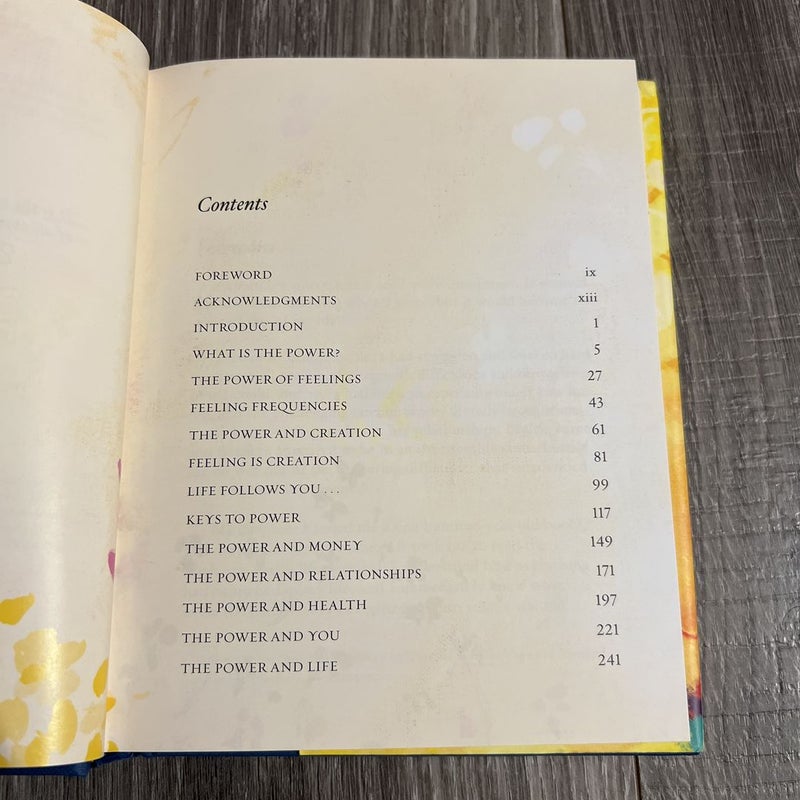 Contents
FOREWORD ix
ACKNOWLEDGMENTS xiii
INTRODUCTION 1
WHAT IS THE POWER? 5
THE POWER OF FEELINGS 27
FEELING FREQUENCIES 43
THE POWER AND CREATION 61
FEELING IS CREATION 81
LIFE FOLLOWS YOU . . . 99
KEYS TO POWER 117
THE POWER AND MONEY 149
THE POWER AND RELATIONSHIPS 171
THE POWER AND HEALTH 197
THE POWER AND YOU 221
THE POWER AND LIFE 241